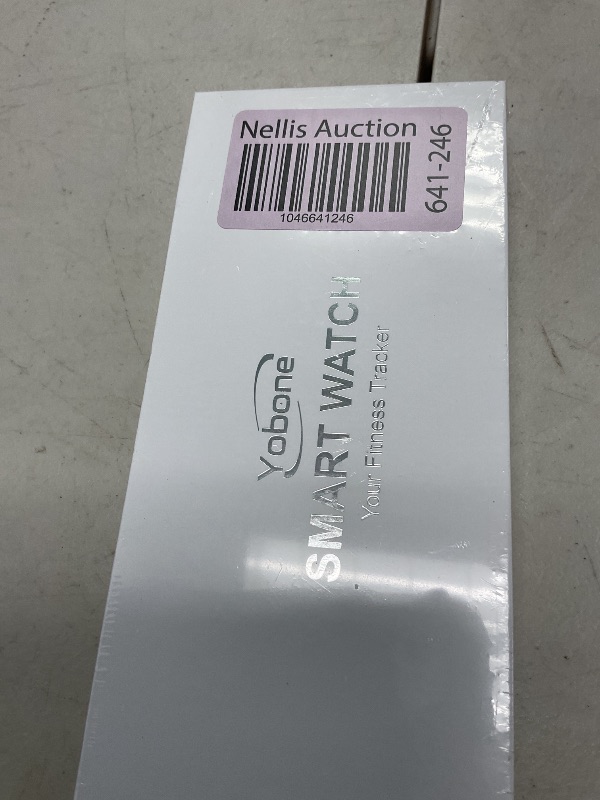 Nellis Auction
1046641246
641-246
Yobone
SMART WATCH
Your Fitness Tracker